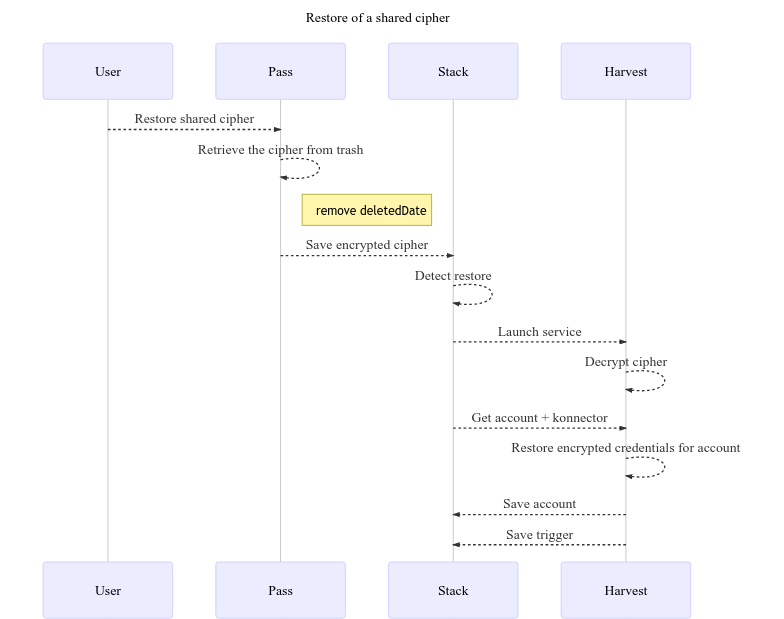 Restore of a shared cipher
User
Pass
Stack
Harvest
Restore shared cipher
Retrieve the cipher from trash
remove deletedDate
Save encrypted cipher
Detect restore
Launch service
Decrypt cipher
Get account + konnector
Restore encrypted credentials for account
Save account
Save trigger
User
Pass
Stack
Harvest